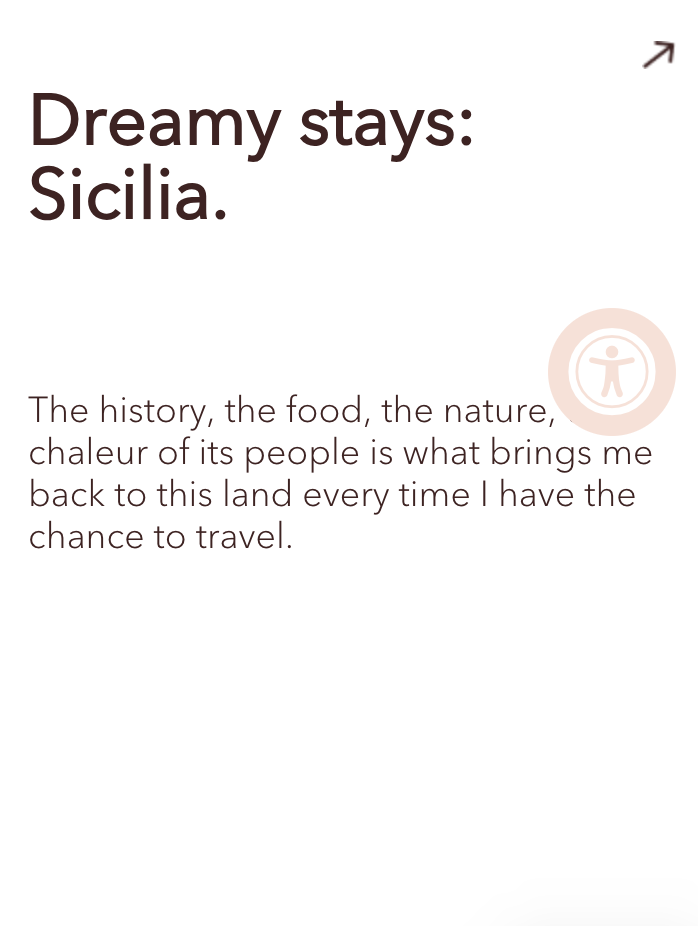 Dreamy stays:
Sicilia.
The history, the food, the nature,
chaleur of its people is what brings me
back to this land every time I have the
chance to travel.